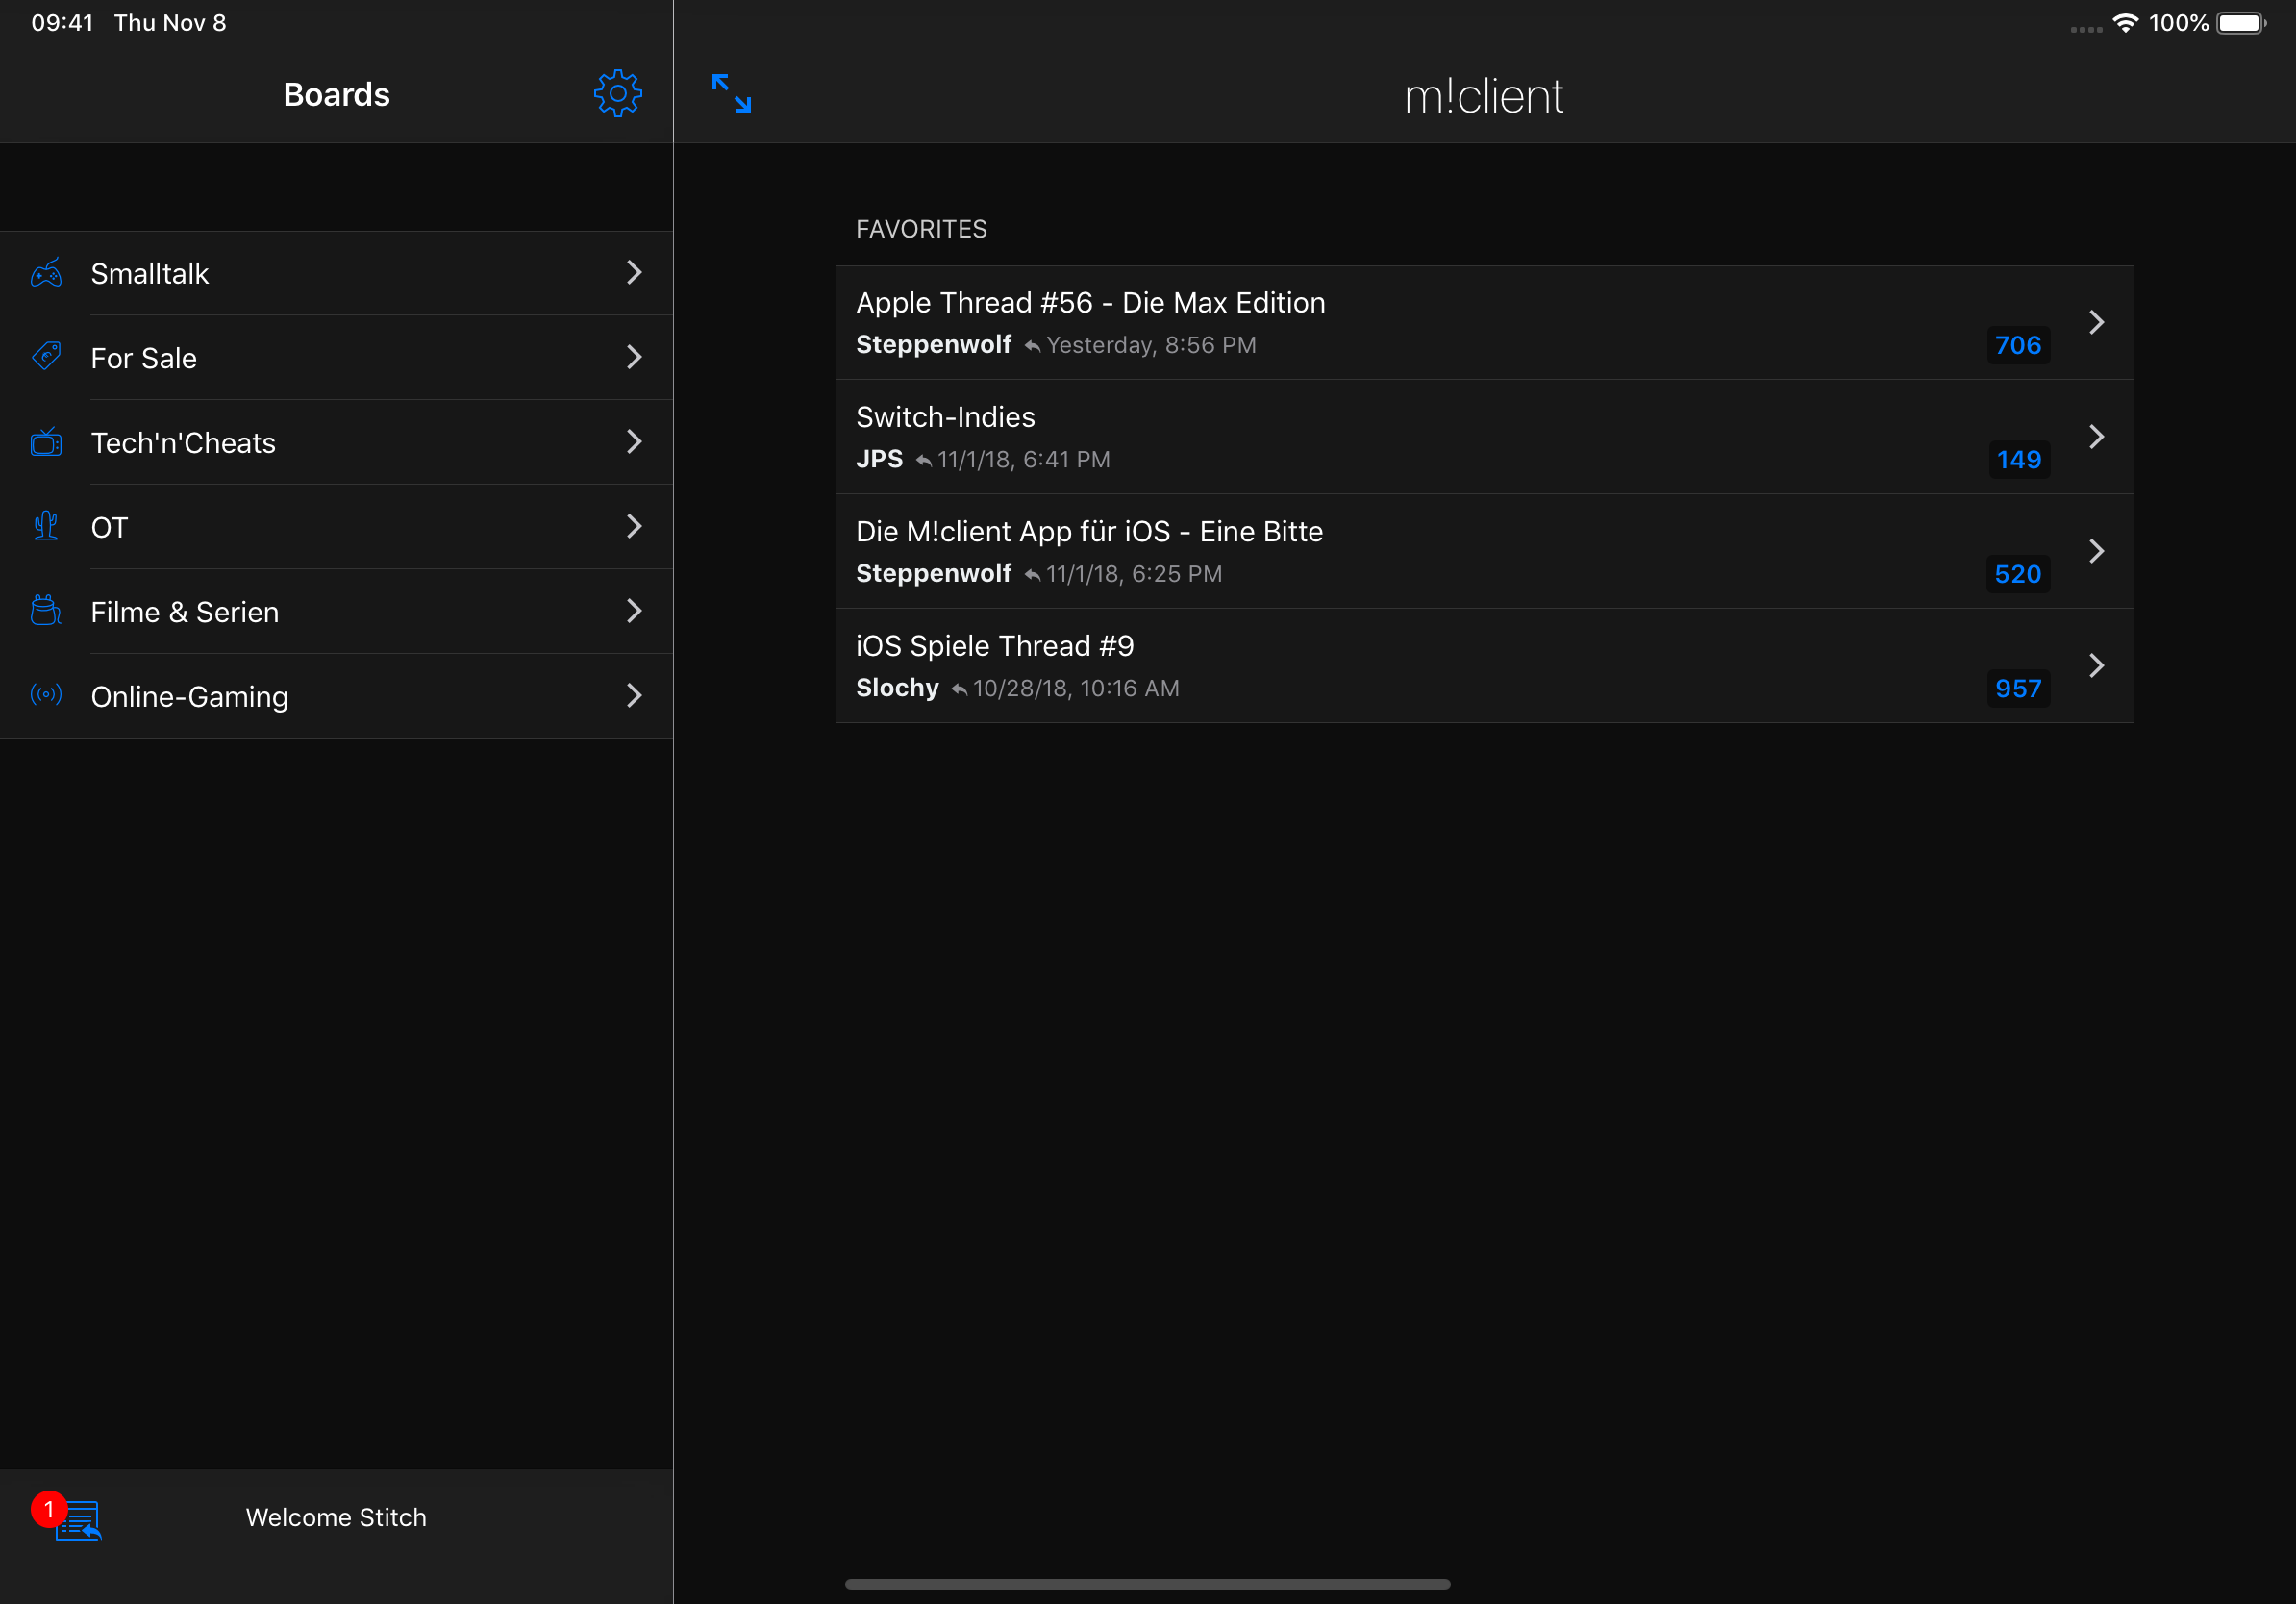 09:41 Thu Nov 8
100%
Boards
m!client
Smalltalk
For Sale
Tech'n'Cheats
OT
Filme & Serien
Online-Gaming
FAVORITES
Apple Thread #56 - Die Max Edition
Steppenwolf Yesterday, 8:56 PM
706
Switch-Indies
JPS 11/1/18, 6:41 PM
149
Die M!client App für iOS - Eine Bitte
Steppenwolf 11/1/18, 6:25 PM
520
iOS Spiele Thread #9
Slochy 10/28/18, 10:16 AM
957
1
Welcome Stitch